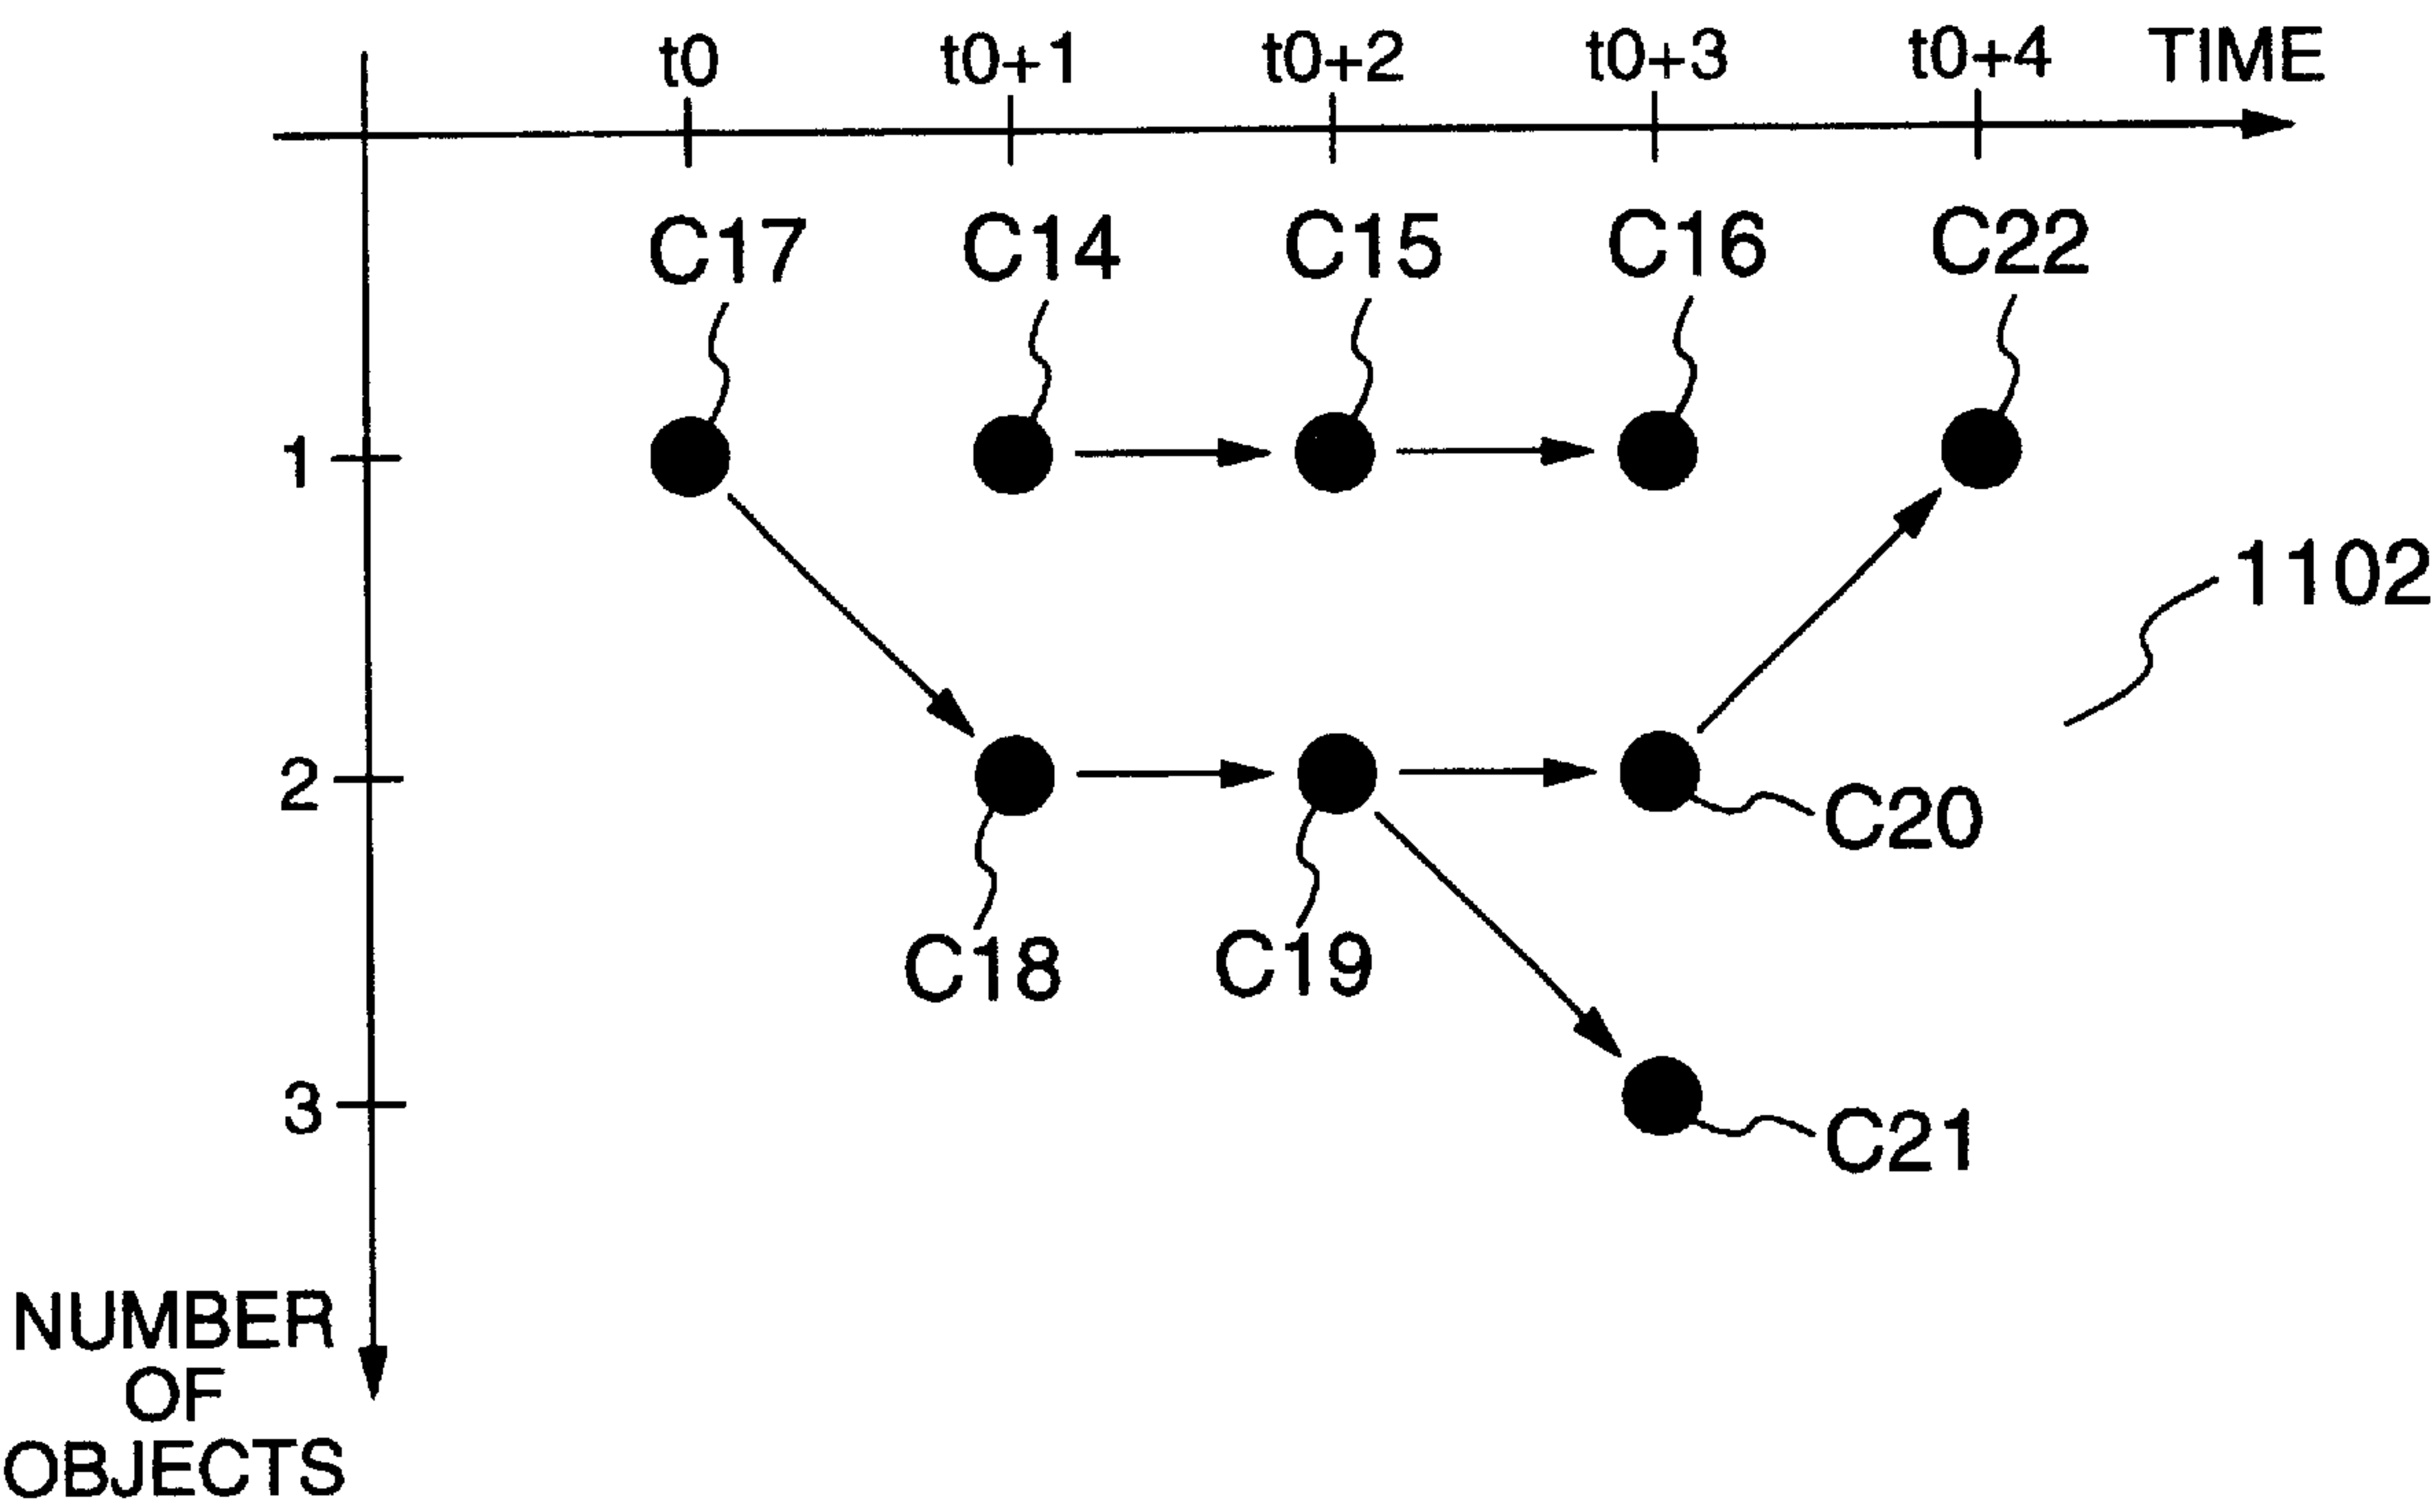 t0 t0+1 t0+2 t0+3 t0+4 TIME
C17 C14 C15 C16 C22
1
1102
2
C20
C18 C19
3
C21
NUMBER
OF
OBJECTS